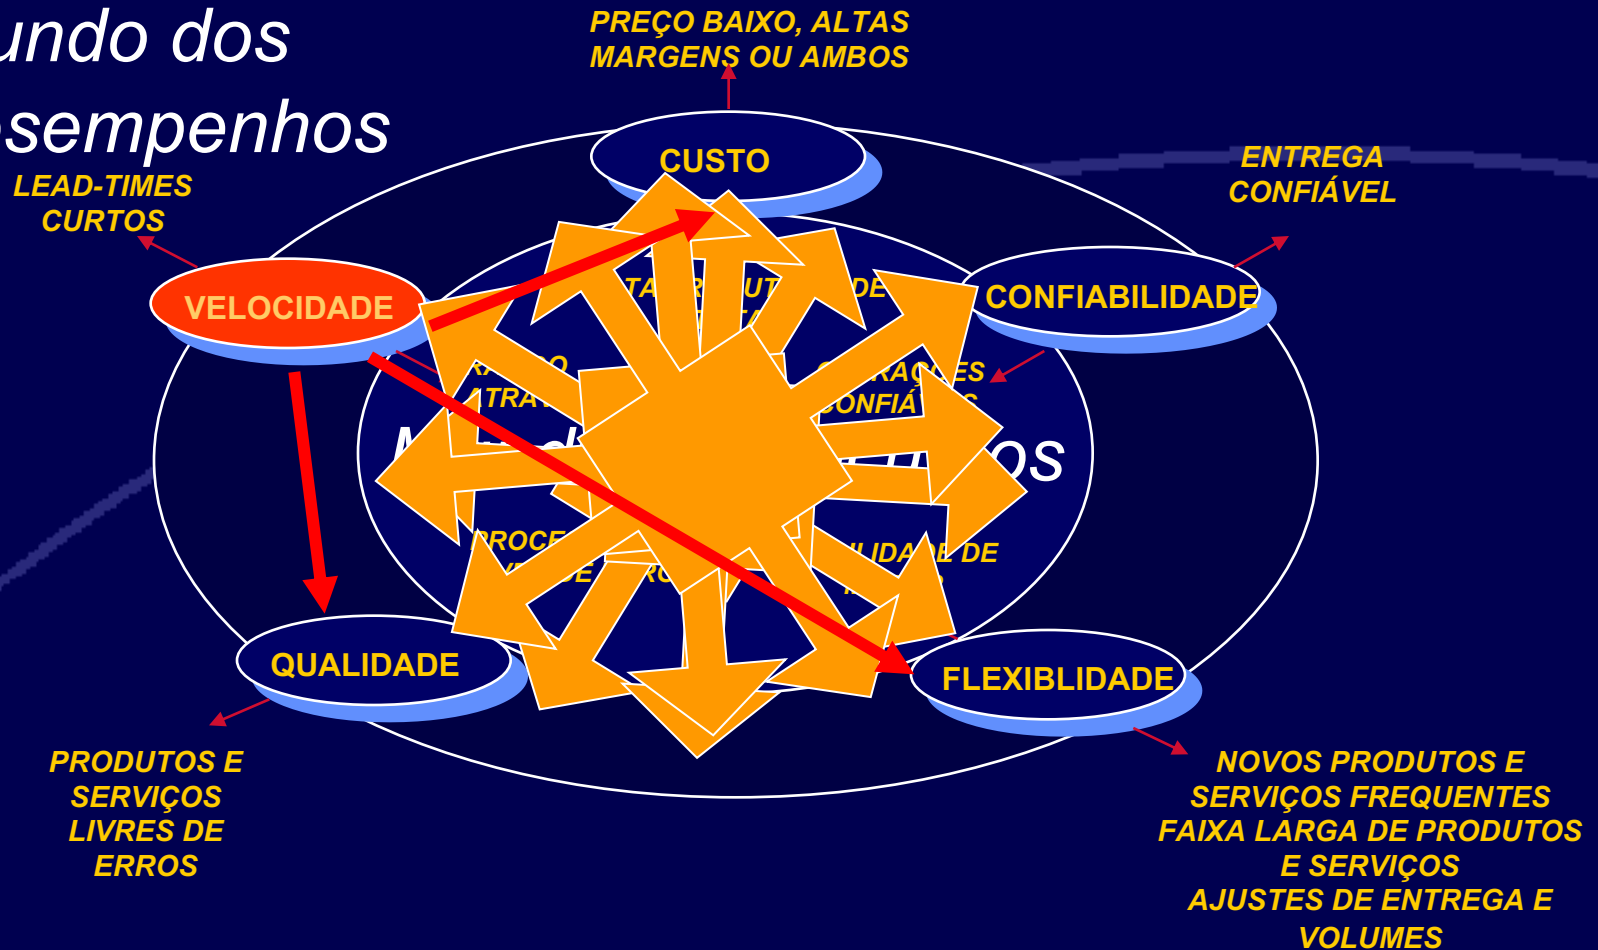 undo dos
sempenhos
PREÇO BAIXO, ALTAS
MARGENS OU AMBOS
CUSTO
LEAD-TIMES
CURTOS
ENTREGA
CONFIÁVEL
VELOCIDADE
CONFIABILIDADE
DE
QUALIDADE
FLEXIBLIDADE
PRODUTOS E
SERVIÇOS
LIVRES DE
ERROS
NOVOS PRODUTOS E
SERVIÇOS FREQUENTES
FAIXA LARGA DE PRODUTOS
E SERVIÇOS
AJUSTES DE ENTREGA E
VOLUMES